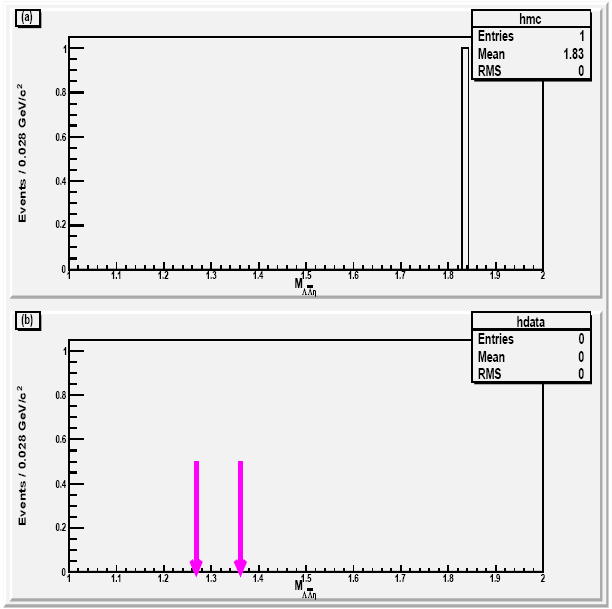 (a)
hmc
Entries 1
Mean 1.83
RMS 0
Events / 0.028 GeV/c²
1
0.8
0.6
0.4
0.2
0
1 1.1 1.2 1.3 1.4 1.5 1.6 1.7 1.8 1.9 2
M ΛΛ̅η
(b)
hdata
Entries 0
Mean 0
RMS 0
Events / 0.028 GeV/c²
1
0.8
0.6
0.4
0.2
0
1 1.1 1.2 1.3 1.4 1.5 1.6 1.7 1.8 1.9 2
M ΛΛ̅η